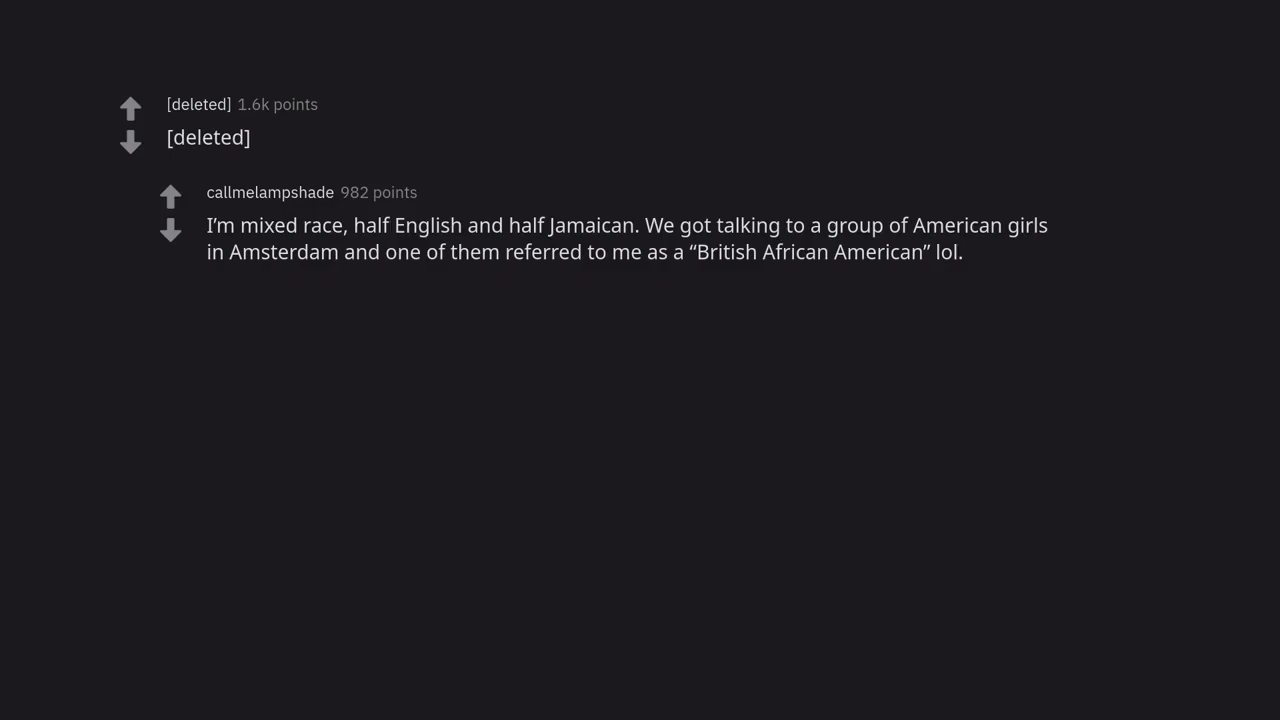 [deleted] 1.6k points
[deleted]
callmelampshade 982 points
I’m mixed race, half English and half Jamaican. We got talking to a group of American girls
in Amsterdam and one of them referred to me as a “British African American” lol.